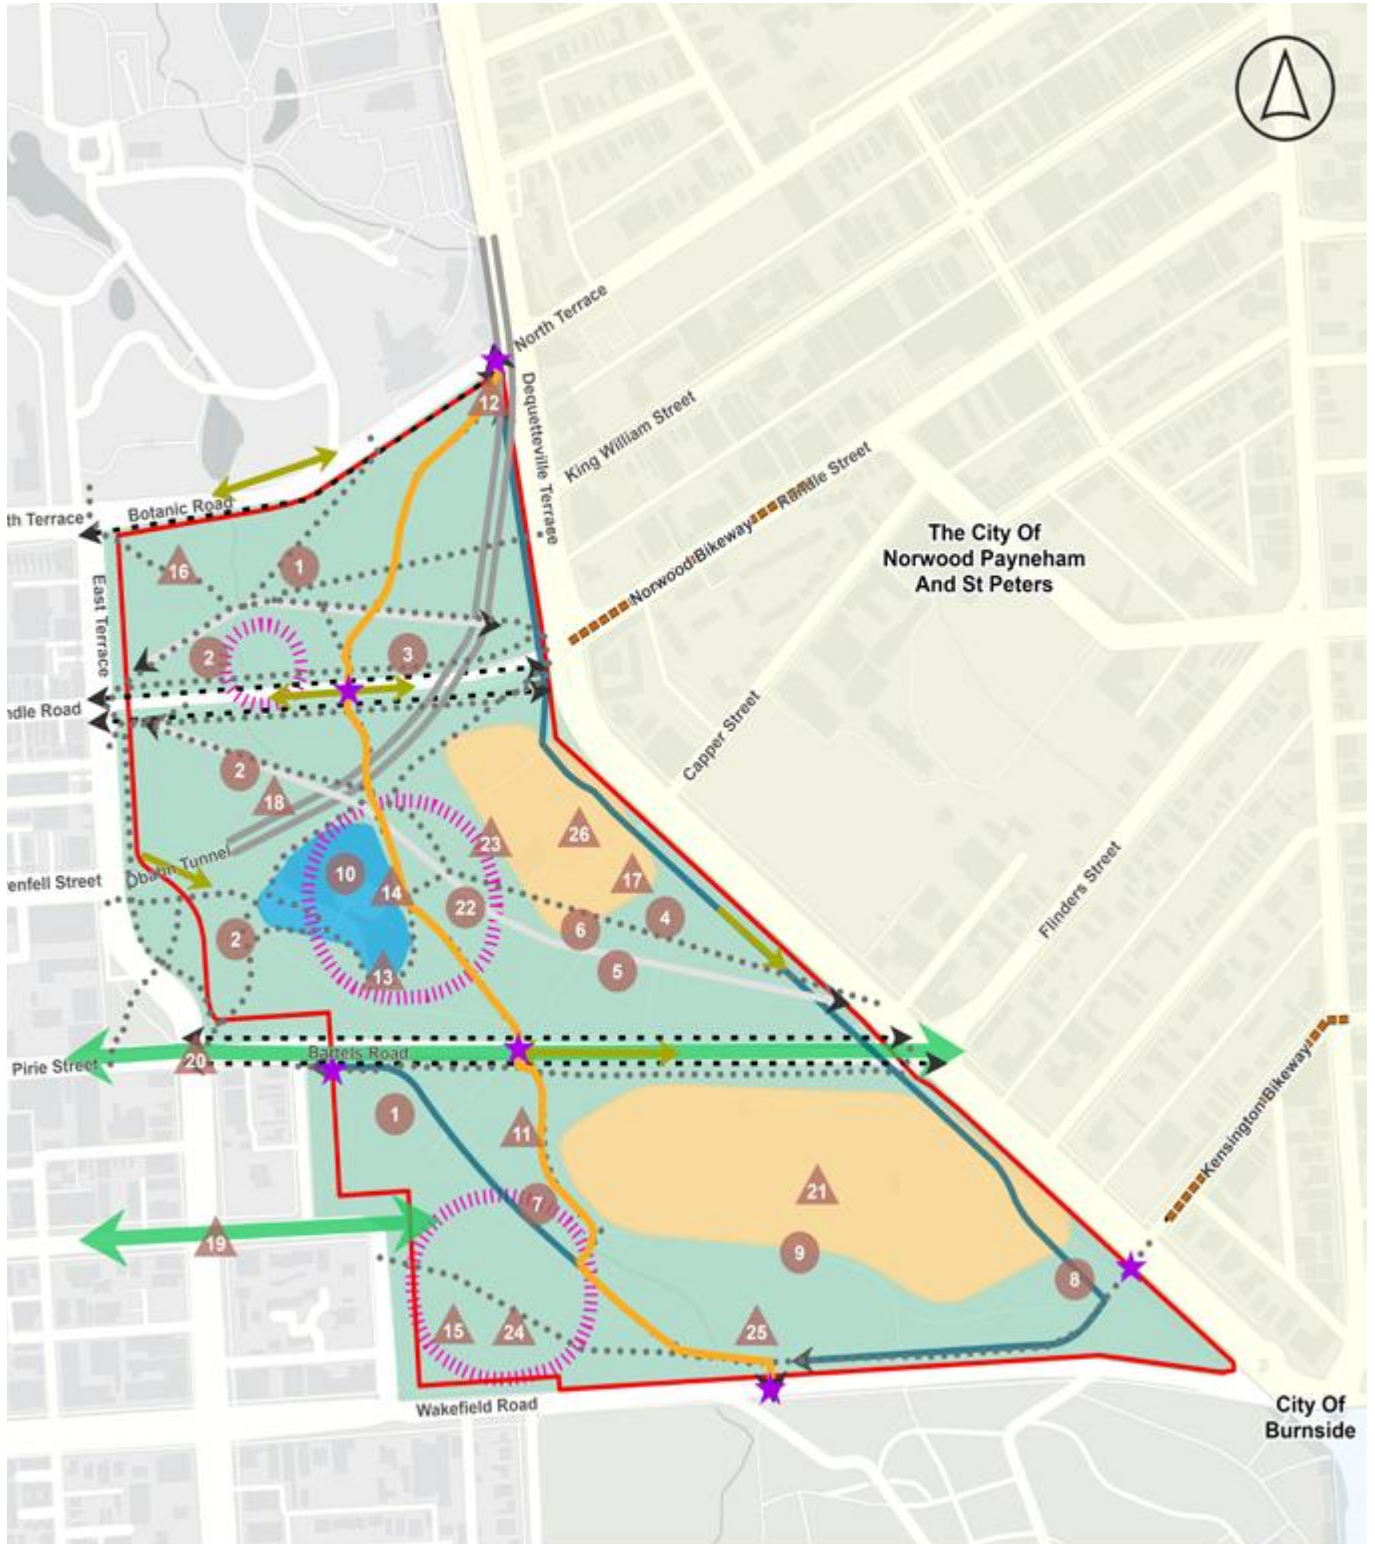 North Terrace
12
Dequetteville Terrace
King William Street
Rundle Street
Norwood Bikeway
Botanic Road
th Terrace
The City Of
Norwood Payneham
And St Peters
16
1
East Terrace
2
3
ndle Road
Capper Street
2
18
23
26
Obahn Tunnel
enfell Street
10
14
17
22
4
6
2
5
13
Flinders Street
Bartels Road
20
Pirie Street
1
11
Kensington Bikeway
21
7
19
9
8
15
24
25
Wakefield Road
City Of
Burnside